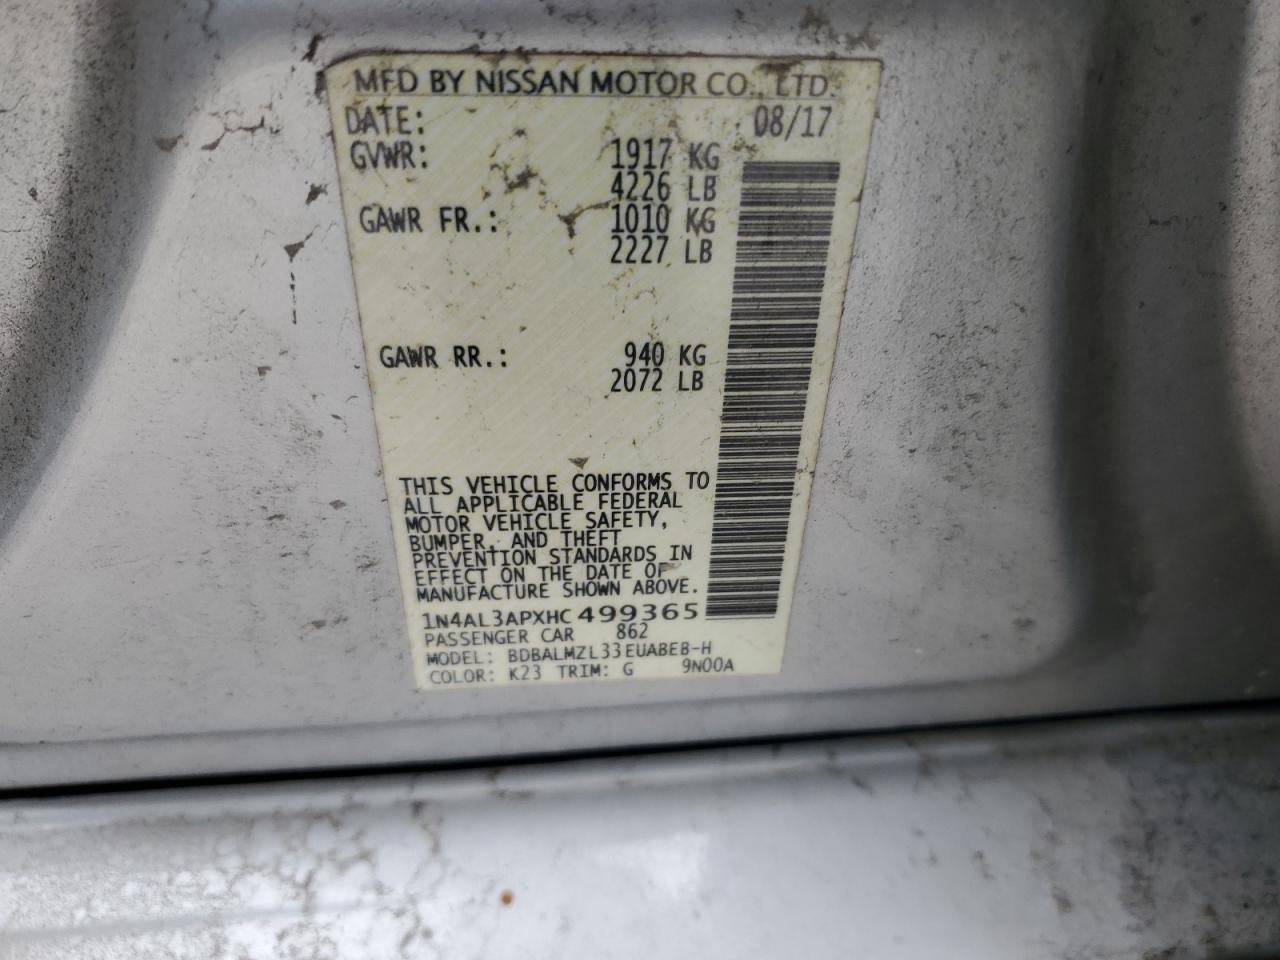 MFD BY NISSAN MOTOR CO., LTD.
DATE: 08/17
GVWR: 1917 KG
4226 LB
GAWR FR.: 1010 KG
2227 LB
GAWR RR.: 940 KG
2072 LB
THIS VEHICLE CONFORMS TO
ALL APPLICABLE FEDERAL
MOTOR VEHICLE SAFETY,
BUMPER, AND THEFT
PREVENTION STANDARDS IN
EFFECT ON THE DATE OF
MANUFACTURE SHOWN ABOVE.
1N4AL3APXHC499365
PASSENGER CAR 862
MODEL: BDBALMZL33EUABEB-H
COLOR: K23 TRIM: G 9N00A